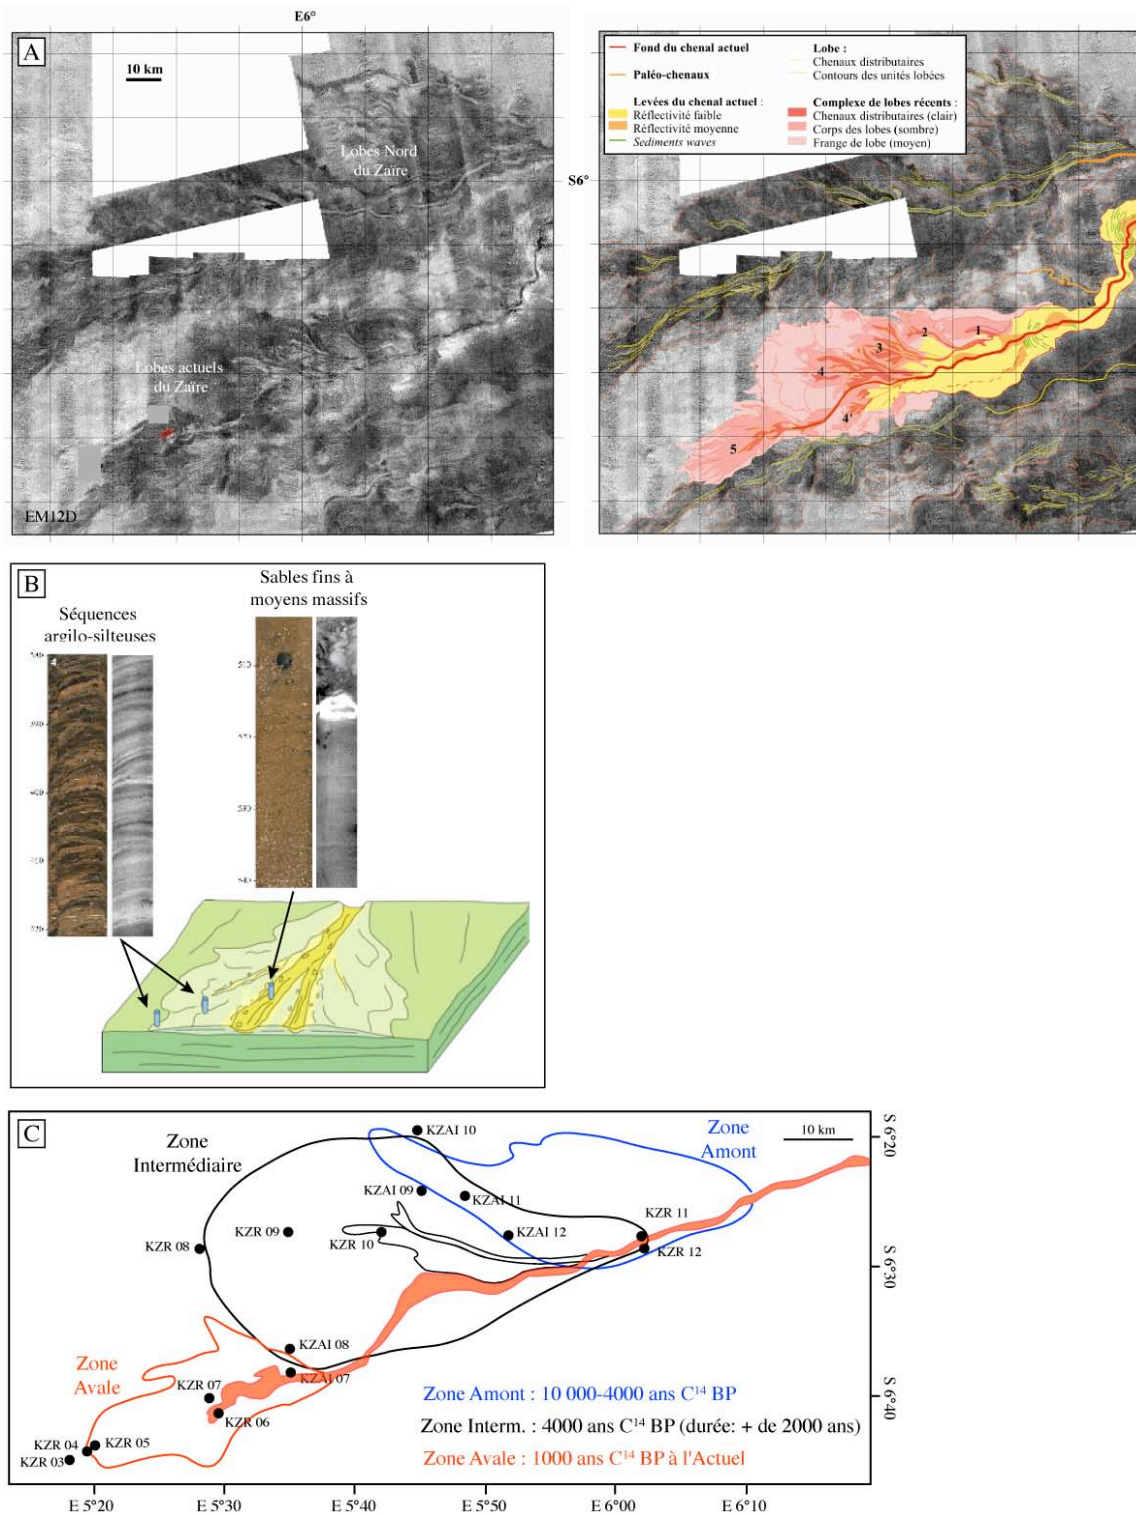 E6°
A
10 km
Lobes Nord
du Zaïre
Lobes actuels
du Zaïre
EM12D
S6°
Fond du chenal actuel
Paléo-chenaux
Levées du chenal actuel :
Réflectivité faible
Réflectivité moyenne
Sediments waves
Lobe :
Chenaux distributaires
Contours des unités lobées
Complexe de lobes récents :
Chenaux distributaires (clair)
Corps des lobes (sombre)
Frange de lobe (moyen)
1
2
3
4
4'
5
B
Séquences
argilo-silteuses
Sables fins à
moyens massifs
C
Zone
Intermédiaire
Zone
Amont
10 km
KZAI 10
KZAI 09
KZAI 11
KZR 11
KZR 09
KZR 10
KZAI 12
KZR 08
KZR 12
KZAI 08
Zone
Avale
KZAI 07
KZR 07
KZR 06
KZR 04
KZR 05
KZR 03
Zone Amont : 10 000-4000 ans C14 BP
Zone Interm. : 4000 ans C14 BP (durée: + de 2000 ans)
Zone Avale : 1000 ans C14 BP à l'Actuel
S 6°20
S 6°30
S 6°40
E 5°20
E 5°30
E 5°40
E 5°50
E 6°00
E 6°10